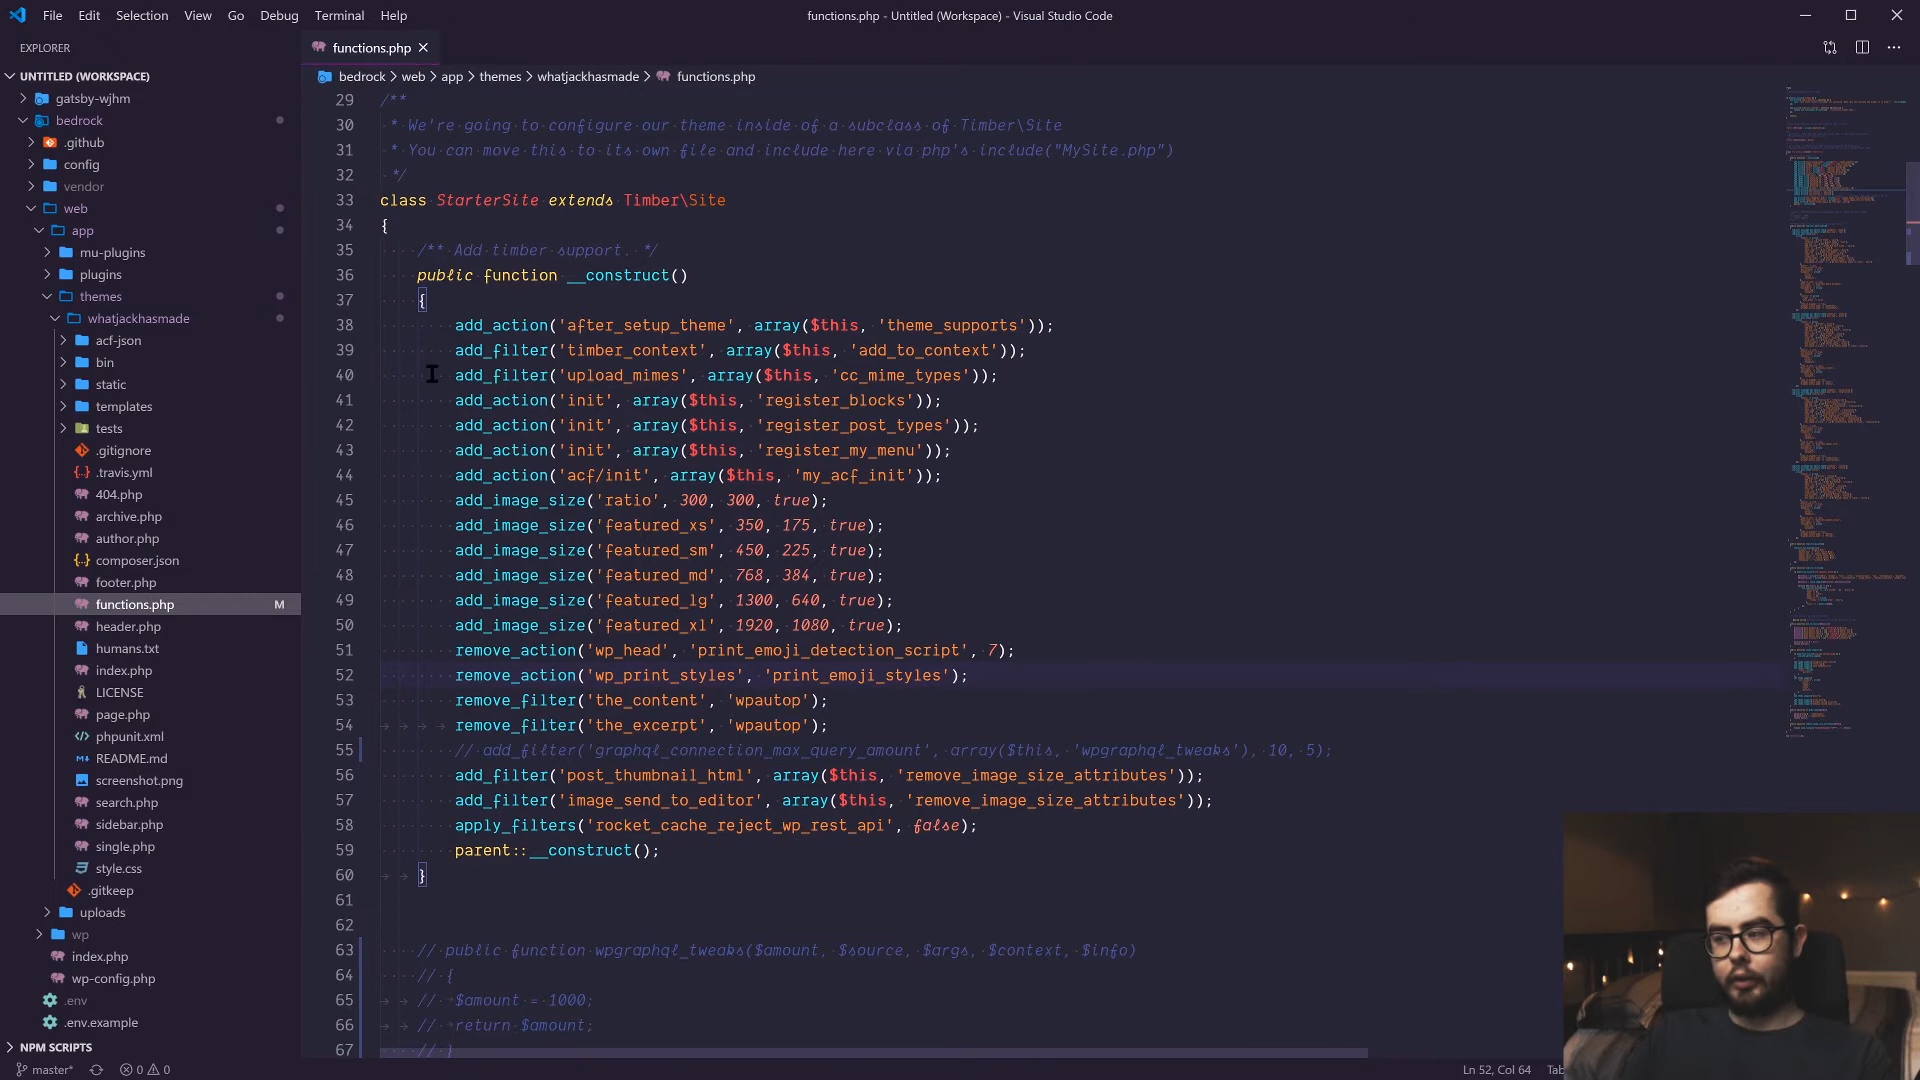 File Edit Selection View Go Debug Terminal Help
functions.php - Untitled (Workspace) - Visual Studio Code
EXPLORER
functions.php
UNTITLED (WORKSPACE)
bedrock > web > app > themes > whatjackhasmade > functions.php
gatsby-wjhm
bedrock
.github
config
vendor
web
app
mu-plugins
plugins
themes
whatjackhasmade
acf-json
bin
static
templates
tests
.gitignore
.travis.yml
404.php
archive.php
author.php
composer.json
footer.php
functions.php M
header.php
humans.txt
index.php
LICENSE
page.php
phpunit.xml
README.md
screenshot.png
search.php
sidebar.php
single.php
style.css
.gitkeep
uploads
wp
index.php
wp-config.php
.env
.env.example
NPM SCRIPTS
29 /**
30 * We're going to configure our theme inside of a subclass of Timber\Site
31 * You can move this to its own file and include here via php's include("MySite.php")
32 */
33 class StarterSite extends Timber\Site
34 {
35 /** Add timber support. */
36 public function __construct()
37 {
38 add_action('after_setup_theme', array($this, 'theme_supports'));
39 add_filter('timber_context', array($this, 'add_to_context'));
40 add_filter('upload_mimes', array($this, 'cc_mime_types'));
41 add_action('init', array($this, 'register_blocks'));
42 add_action('init', array($this, 'register_post_types'));
43 add_action('init', array($this, 'register_my_menu'));
44 add_action('acf/init', array($this, 'my_acf_init'));
45 add_image_size('ratio', 300, 300, true);
46 add_image_size('featured_xs', 350, 175, true);
47 add_image_size('featured_sm', 450, 225, true);
48 add_image_size('featured_md', 768, 384, true);
49 add_image_size('featured_lg', 1300, 640, true);
50 add_image_size('featured_xl', 1920, 1080, true);
51 remove_action('wp_head', 'print_emoji_detection_script', 7);
52 remove_action('wp_print_styles', 'print_emoji_styles');
53 remove_filter('the_content', 'wpautop');
54 remove_filter('the_excerpt', 'wpautop');
55 // add_filter('graphql_connection_max_query_amount', array($this, 'wpgraphql_tweaks'), 10, 5);
56 add_filter('post_thumbnail_html', array($this, 'remove_image_size_attributes'));
57 add_filter('image_send_to_editor', array($this, 'remove_image_size_attributes'));
58 apply_filters('rocket_cache_reject_wp_rest_api', false);
59 parent::__construct();
60 }
61
62
63 // public function wpgraphql_tweaks($amount, $source, $args, $context, $info)
64 // {
65 // $amount = 1000;
66 // return $amount;
67 // }
master* 0 0
Ln 52, Col 64 Tab